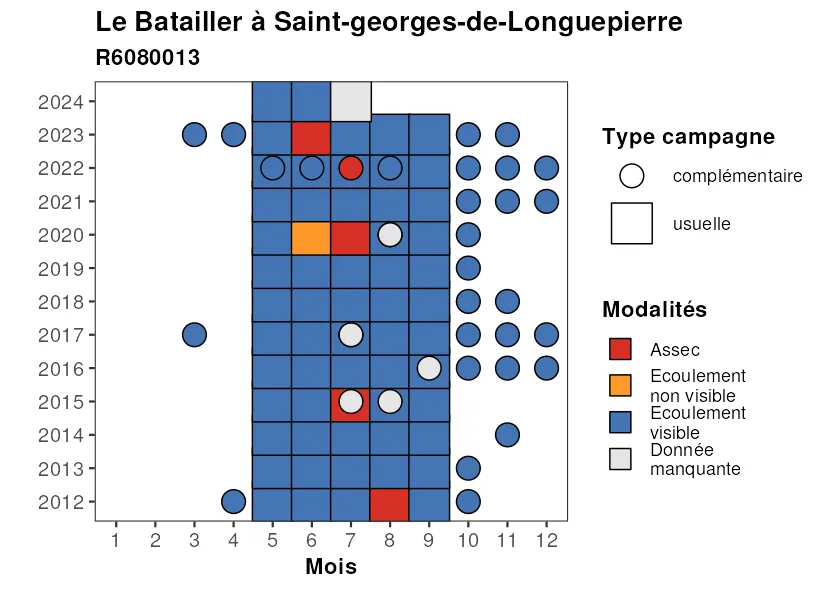 Le Batailler à Saint-georges-de-Longuepierre
R6080013
2024
2023
2022
2021
2020
2019
2018
2017
2016
2015
2014
2013
2012
1 2 3 4 5 6 7 8 9 10 11 12
Mois
Type campagne
complémentaire
usuelle
Modalités
Assec
Ecoulement
non visible
Ecoulement
visible
Donnée
manquante